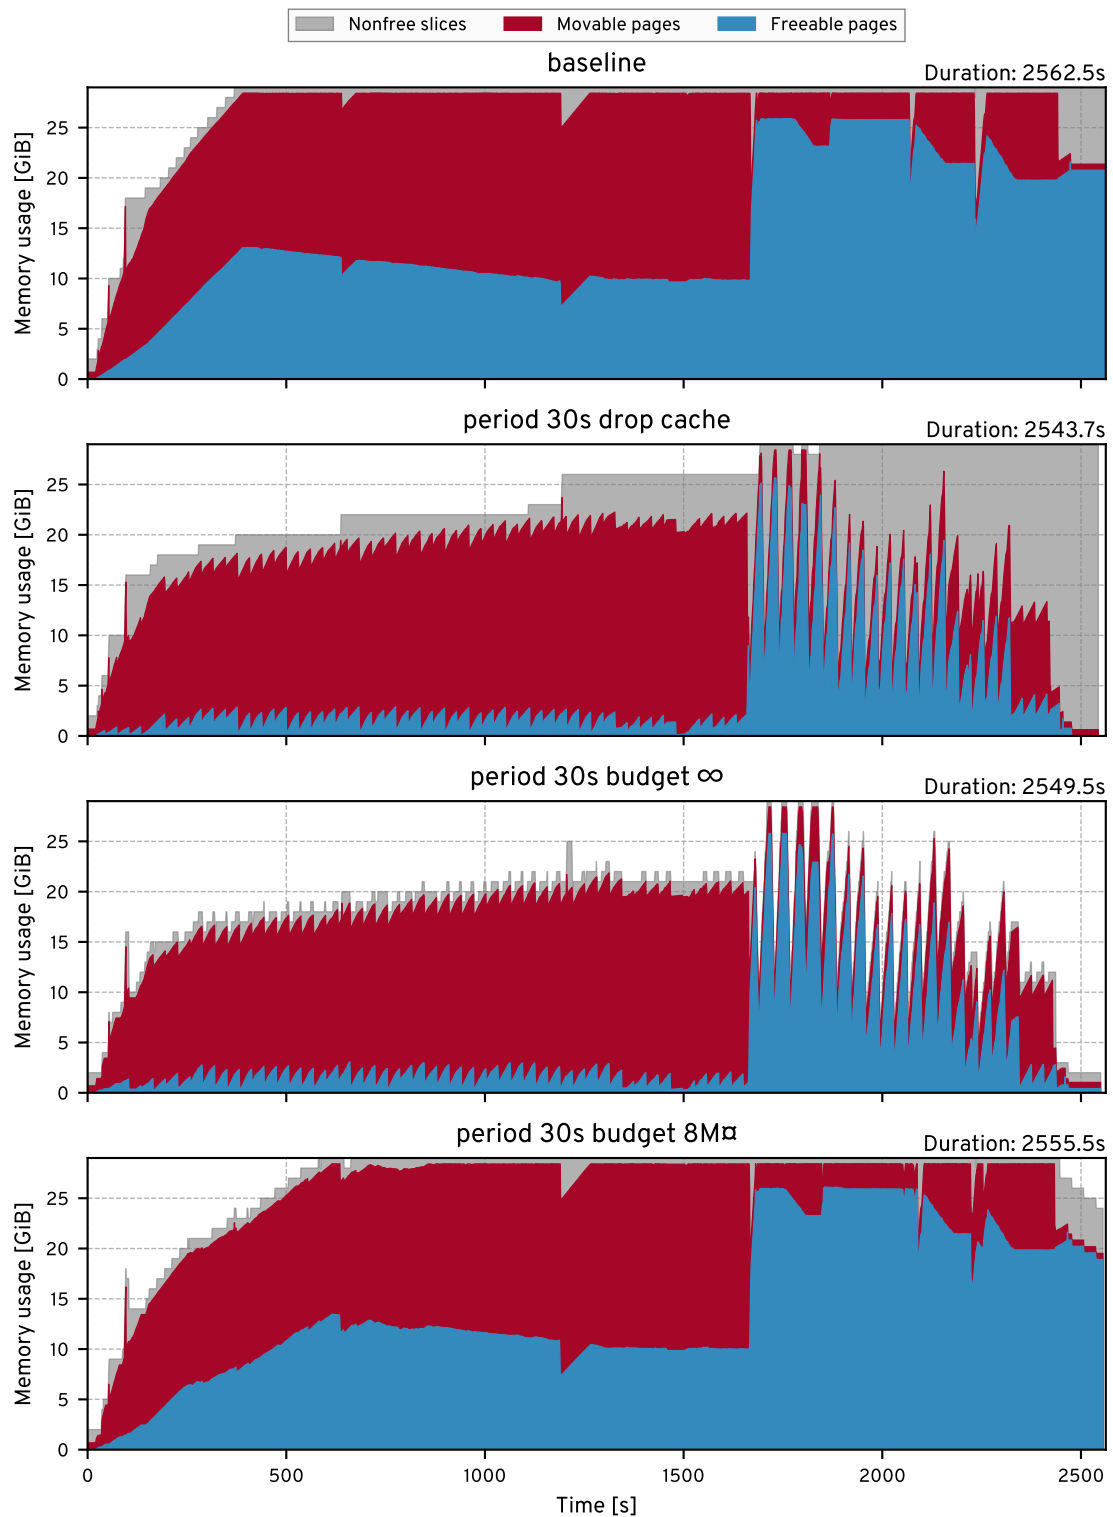 Nonfree slices Movable pages Freeable pages
baseline
Duration: 2562.5s
Memory usage [GiB]
25
20
15
10
5
0
period 30s drop cache
Duration: 2543.7s
Memory usage [GiB]
25
20
15
10
5
0
period 30s budget ∞
Duration: 2549.5s
Memory usage [GiB]
25
20
15
10
5
0
period 30s budget 8M¤
Duration: 2555.5s
Memory usage [GiB]
25
20
15
10
5
0
0 500 1000 1500 2000 2500
Time [s]